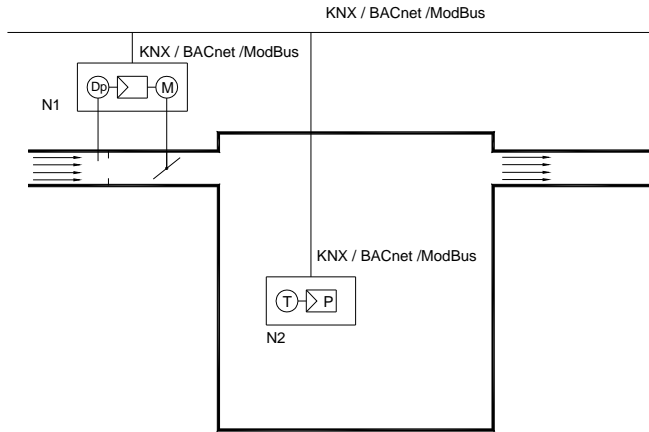 KNX / BACnet /ModBus
KNX / BACnet /ModBus
Dp M
N1
KNX / BACnet /ModBus
T P
N2